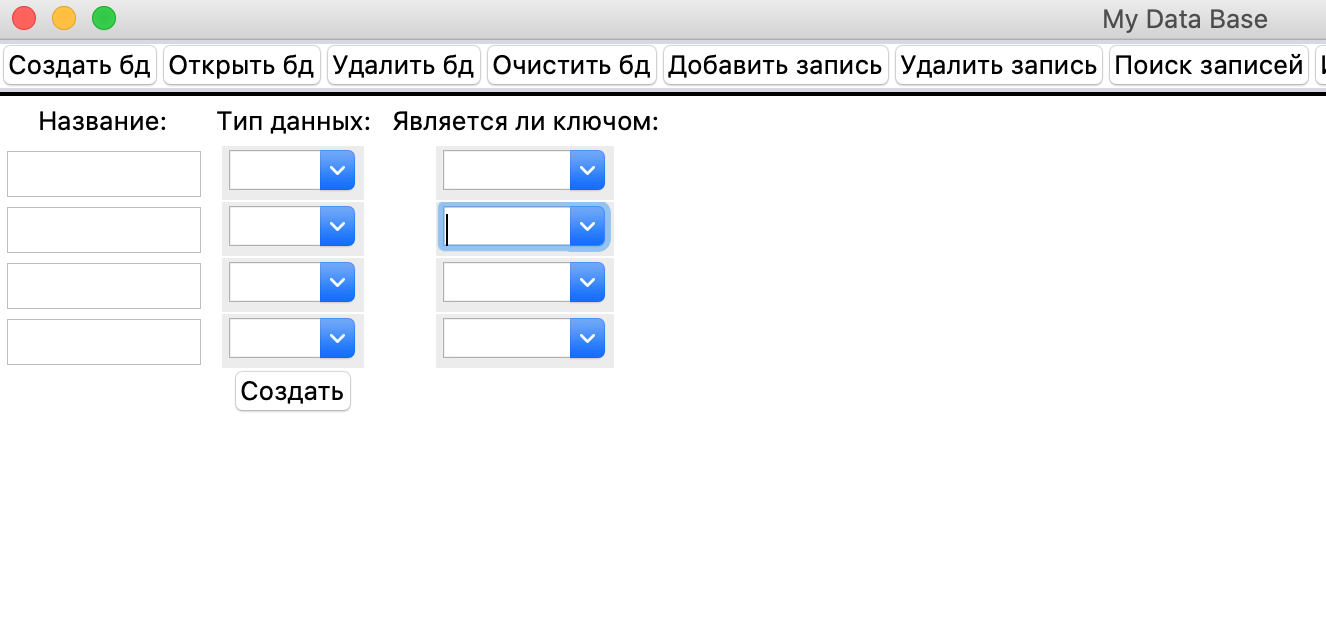 My Data Base
Создать бд Открыть бд Удалить бд Очистить бд Добавить запись Удалить запись Поиск записей
Название: Тип данных: Является ли ключом:
Создать